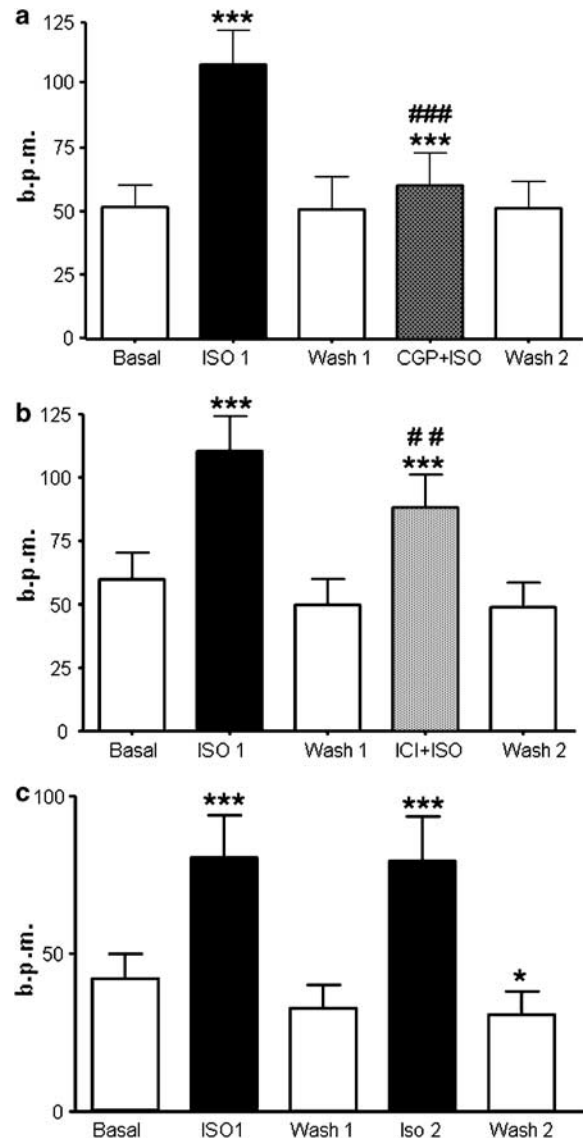 a
b.p.m.
125
100
75
50
25
0
***
###
***
Basal ISO 1 Wash 1 CGP+ISO Wash 2
b
b.p.m.
125
100
75
50
25
0
***
# #
***
Basal ISO 1 Wash 1 ICI+ISO Wash 2
c
b.p.m.
100
50
0
***
***
*
Basal ISO1 Wash 1 Iso 2 Wash 2